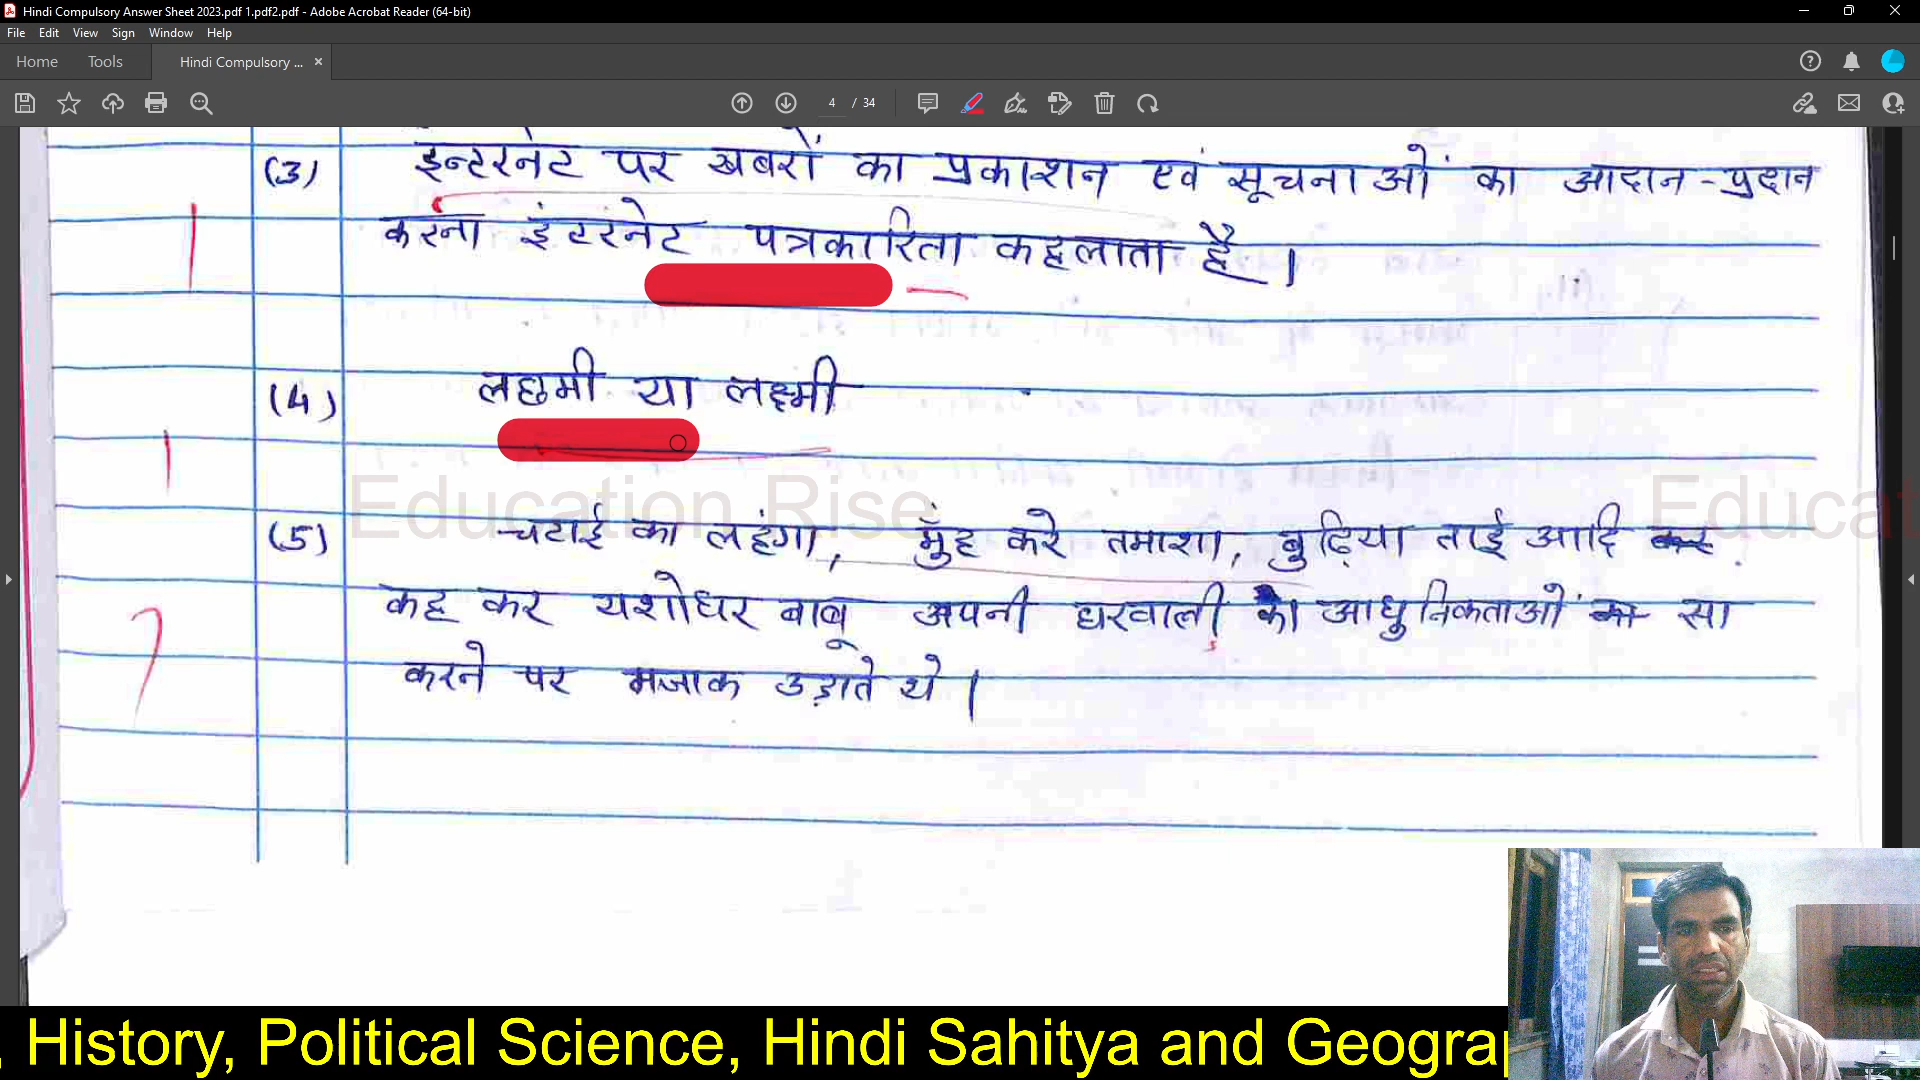 Hindi Compulsory Answer Sheet 2023.pdf 1.pdf2.pdf - Adobe Acrobat Reader (64-bit)
File Edit View Sign Window Help
Home Tools Hindi Compulsory ... ×
4 / 34
(3) इन्टरनेट पर खबरों का प्रकाशन एवं सूचनाओं का आदान-प्रदान
करना इंटरनेट पत्रकारिता कहलाता है।
(4) लछमी या लक्ष्मी
Education Rise
Educat
(5) चटाई का लहंगा, मुंह करे तमाशा, बुढ़िया ताई आदि
कह कर यशोधर बाबू अपनी घरवाली का आधुनिकताओं सा
करने पर मजाक उड़ाते थे।
, History, Political Science, Hindi Sahitya and Geogra